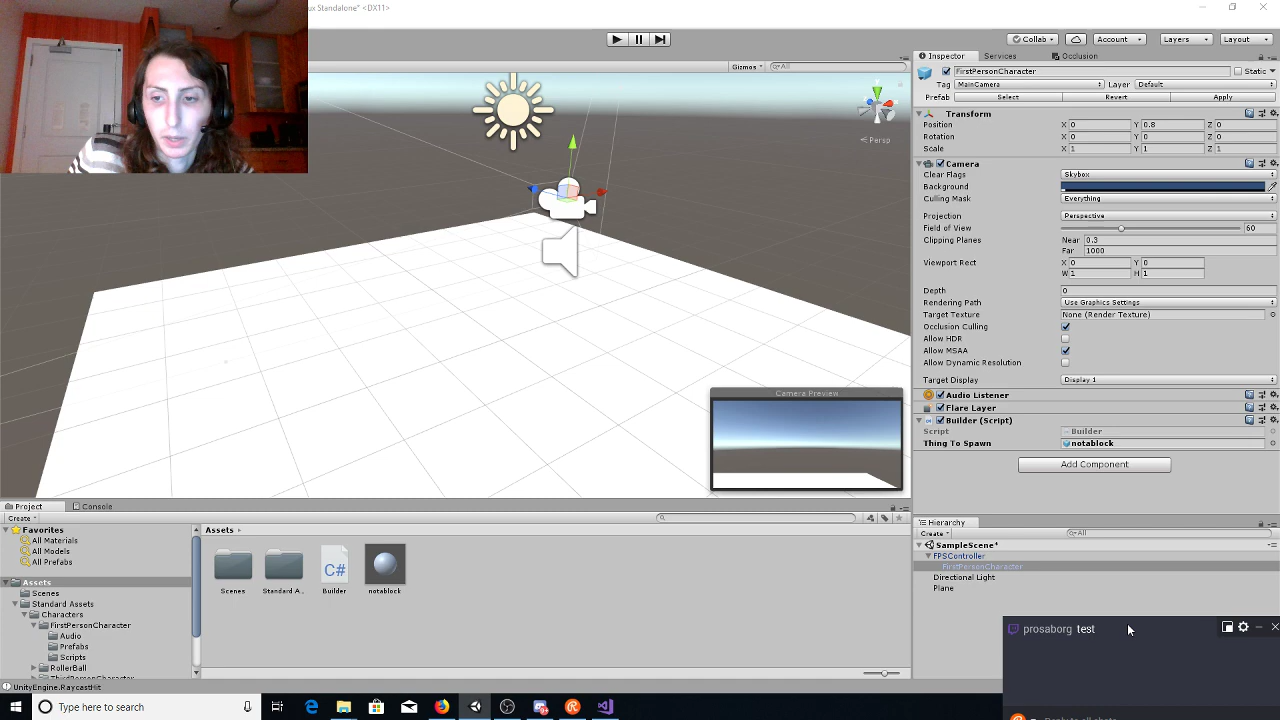 ux Standalone* <DX11>
Collab
Account
Layers
Layout
Gizmos
All
Persp
Camera Preview
Inspector
Services
Occlusion
FirstPersonCharacter
Static
Tag MainCamera Layer Default
Prefab Select Revert Apply
Transform
Position X 0 Y 0.8 Z 0
Rotation X 0 Y 0 Z 0
Scale X 1 Y 1 Z 1
Camera
Clear Flags Skybox
Background
Culling Mask Everything
Projection Perspective
Field of View 60
Clipping Planes Near 0.3
Far 1000
Viewport Rect X 0 Y 0
W 1 H 1
Depth 0
Rendering Path Use Graphics Settings
Target Texture None (Render Texture)
Occlusion Culling
Allow HDR
Allow MSAA
Allow Dynamic Resolution
Target Display Display 1
Audio Listener
Flare Layer
Builder (Script)
Script Builder
Thing To Spawn notablock
Add Component
Hierarchy
Create All
SampleScene*
FPSController
FirstPersonCharacter
Directional Light
Plane
Project
Console
Create
Favorites
All Materials
All Models
All Prefabs
Assets
Scenes
Standard Assets
Characters
FirstPersonCharacter
Audio
Prefabs
Scripts
RollerBall
Assets
Scenes
Standard A...
C#
Builder
notablock
UnityEngine.RaycastHit
prosaborg test
Type here to search